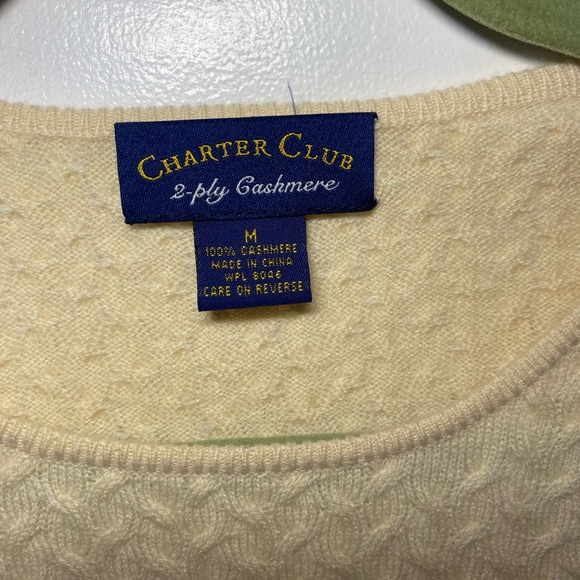 CHARTER CLUB
2-ply Cashmere
M
100% CASHMERE
MADE IN CHINA
WPL 8046
CARE ON REVERSE